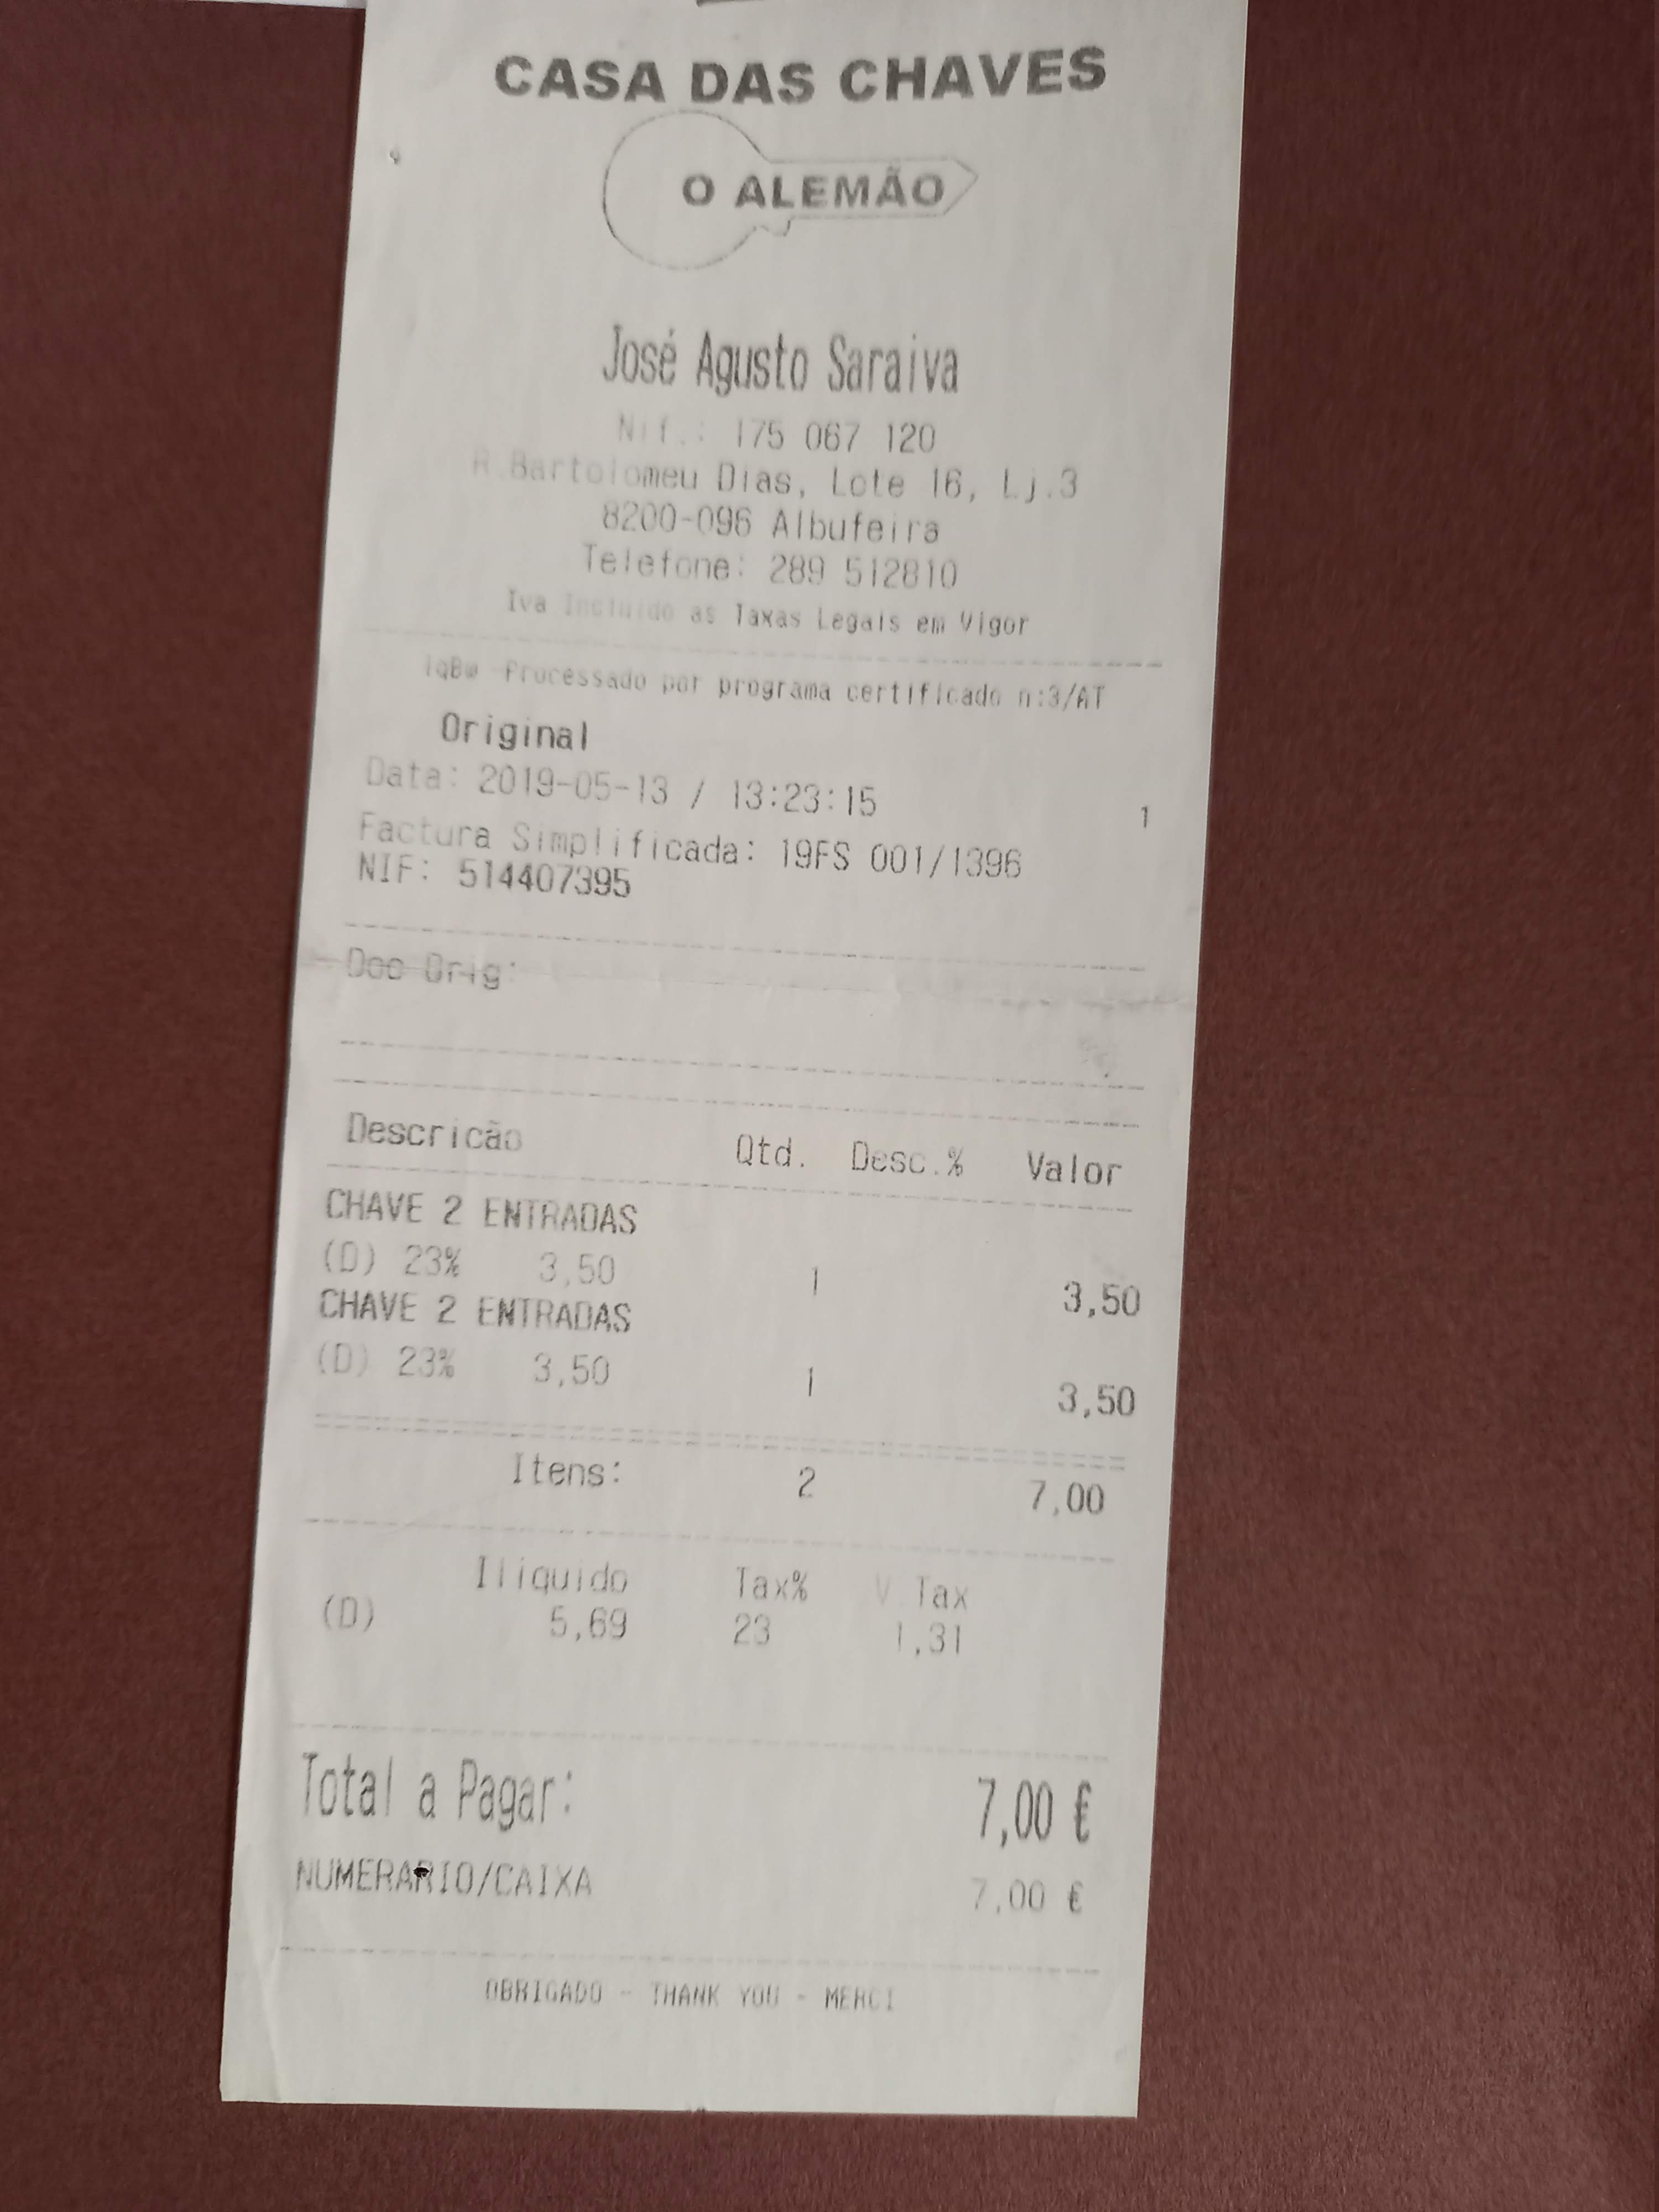 CASA DAS CHAVES
O ALEMÃO
José Agusto Saraiva
Nif.: 175 067 120
R.Bartolomeu Dias, Lote 16, Lj.3
8200-096 Albufeira
Telefone: 289 512810
Iva Incluido as Taxas Legais em Vigor
IqBw -Processado por programa certificado n:3/AT
Original
Data: 2019-05-13 / 13:23:15 1
Factura Simplificada: 19FS 001/1396
NIF: 514407395
Doc Orig:
Descricão Qtd. Desc.% Valor
CHAVE 2 ENTRADAS
(D) 23% 3,50 1 3,50
CHAVE 2 ENTRADAS
(D) 23% 3,50 1 3,50
Itens: 2 7,00
Iliquido Tax% V Tax
(D) 5,69 23 1,31
Total a Pagar: 7,00 €
NUMERARIO/CAIXA 7,00 €
OBRIGADO - THANK YOU - MERCI